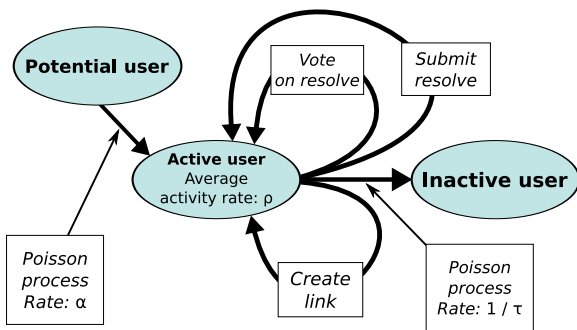 Potential user
Vote
on resolve
Submit
resolve
Active user
Average
activity rate: ρ
Inactive user
Poisson
process
Rate: α
Create
link
Poisson
process
Rate: 1 / τ